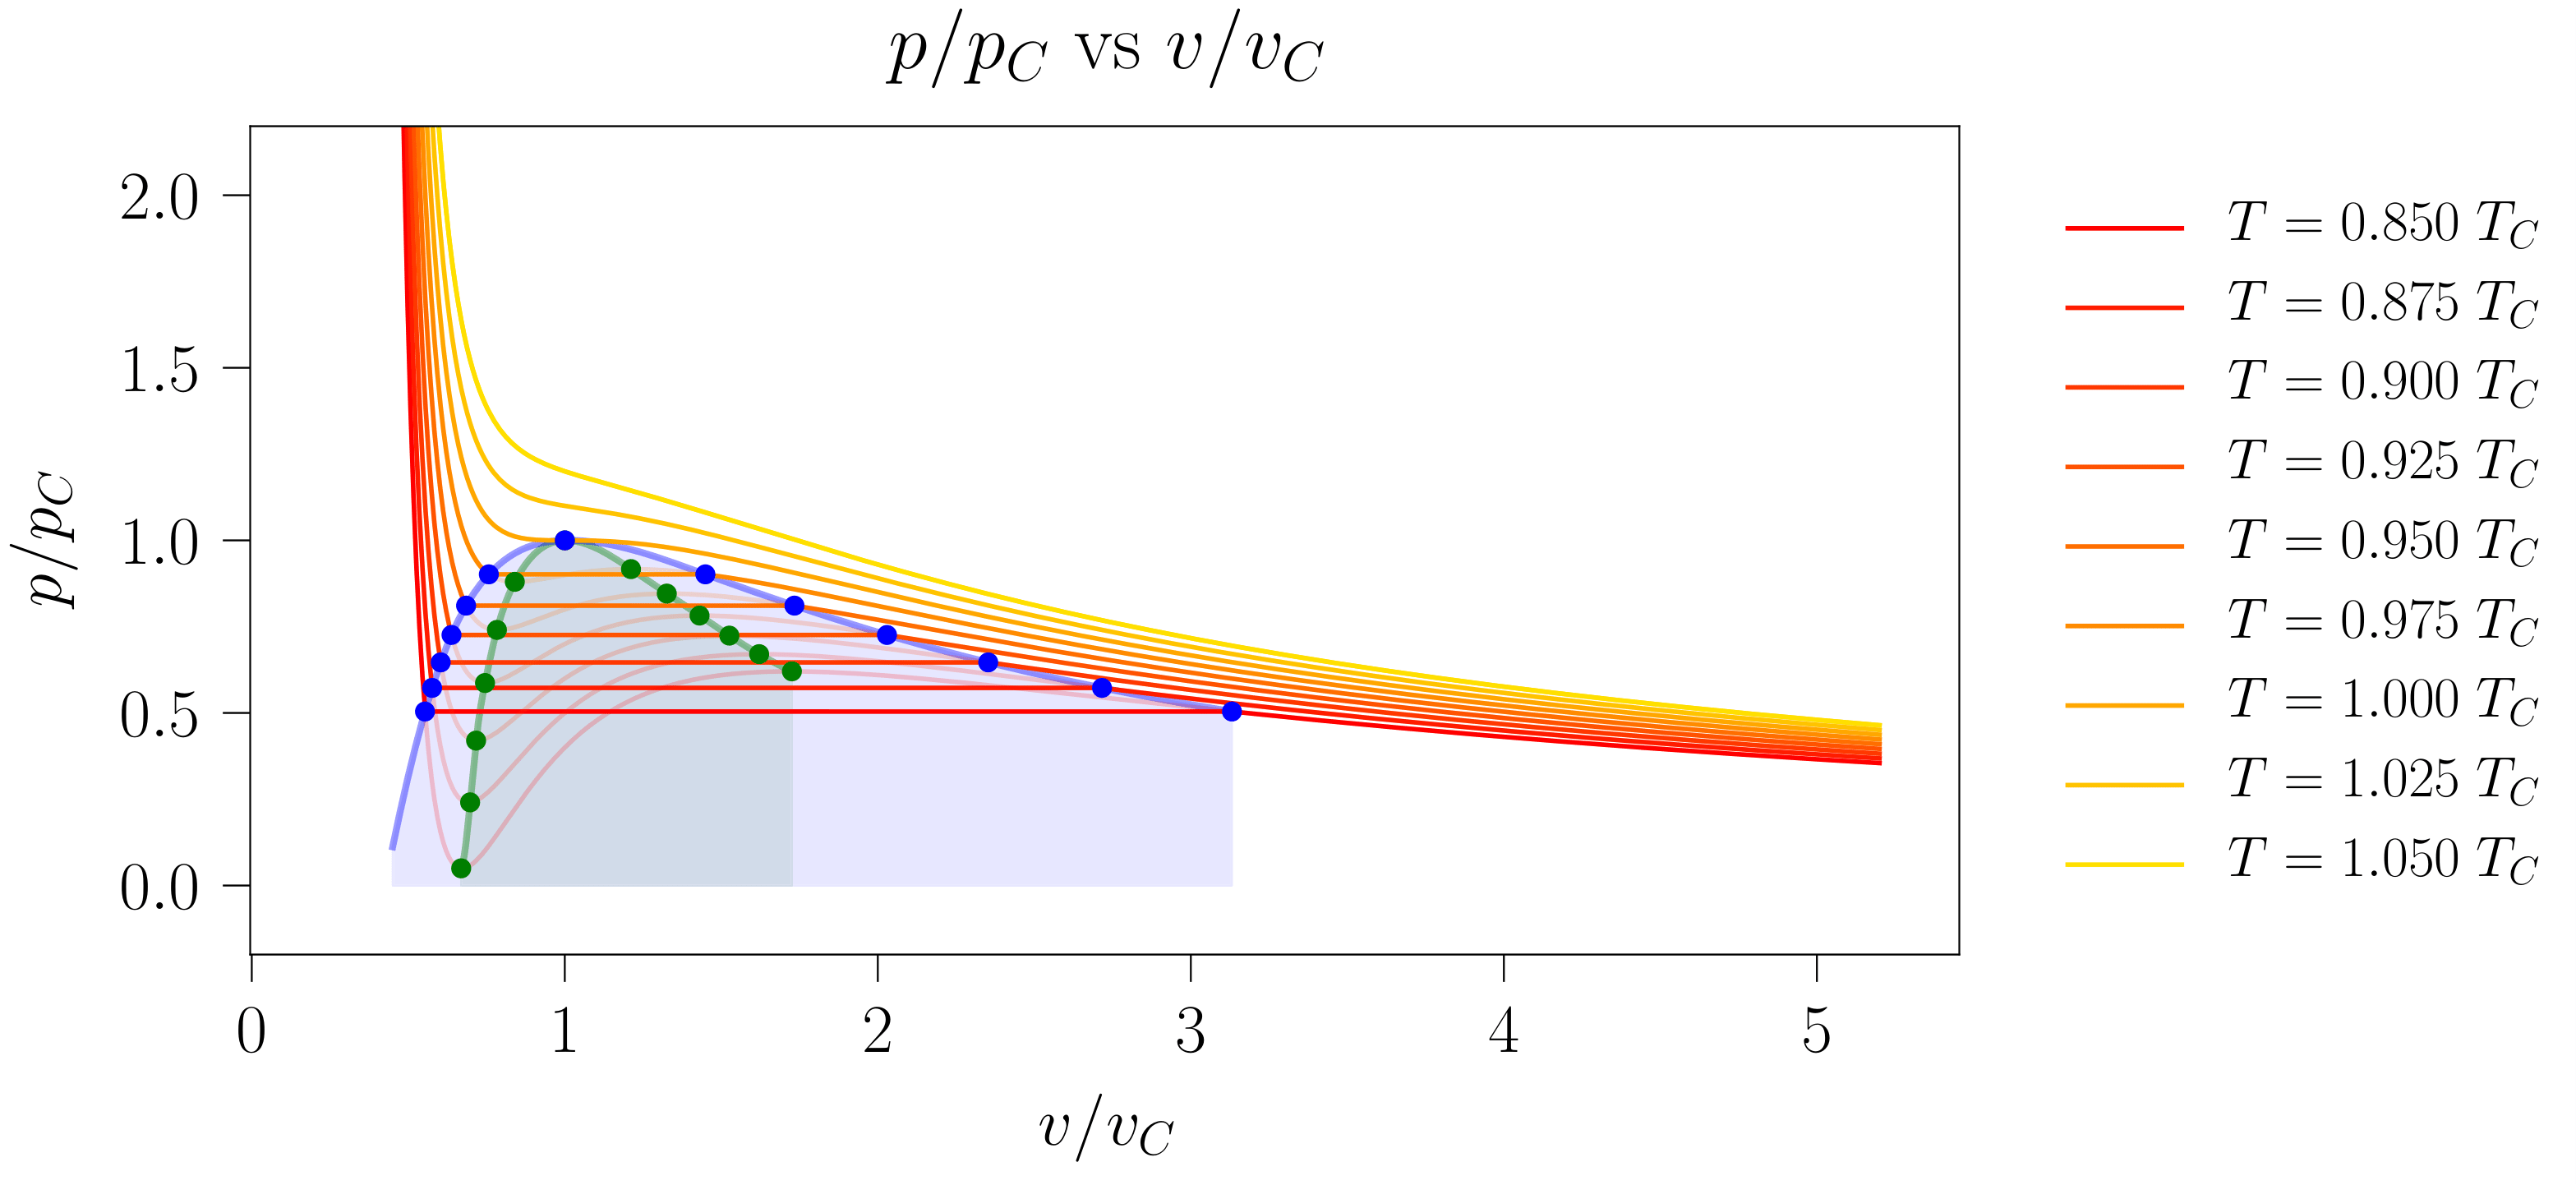 p/p_C vs v/v_C
p/p_C
2.0
1.5
1.0
0.5
0.0
0 1 2 3 4 5
v/v_C
T = 0.850 T_C
T = 0.875 T_C
T = 0.900 T_C
T = 0.925 T_C
T = 0.950 T_C
T = 0.975 T_C
T = 1.000 T_C
T = 1.025 T_C
T = 1.050 T_C